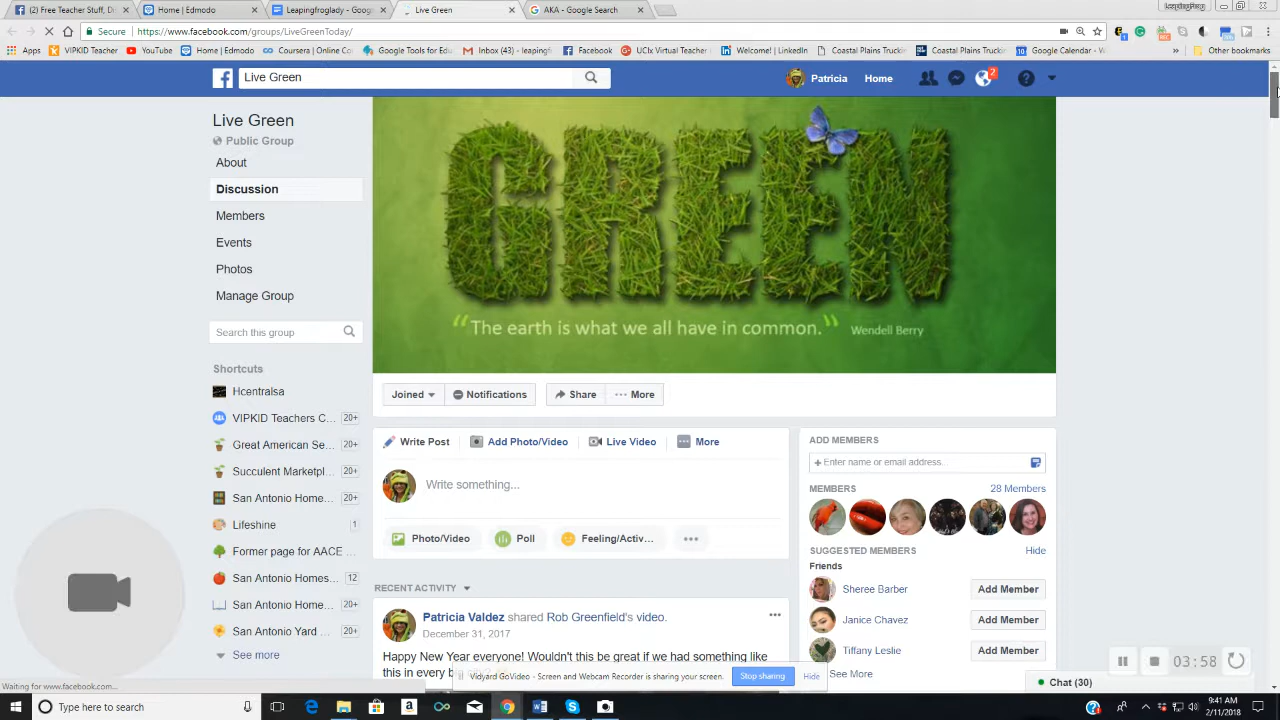 (2) Free Teacher Stuff, Di
Home | Edmodo
Leapingfroglady - Goog
Live Green
AKA - Google Search
Secure
https://www.facebook.com/groups/LiveGreenToday/
Apps
VIPKID Teacher
YouTube
Home | Edmodo
Coursera | Online Co
Google Tools for Edu
Inbox (43) - leapingf
Facebook
UCIx Virtual Teacher
Welcome! | LinkedIn
Coastal Plains Truckin
Coastal Plains Truckin
Google Calendar - W
Other bookmarks
Live Green
Patricia
Home
2
Live Green
Public Group
About
Discussion
Members
Events
Photos
Manage Group
Search this group
Shortcuts
Hcentralsa
VIPKID Teachers C... 20+
Great American Se... 20+
Succulent Marketpl... 20+
San Antonio Home... 20+
Lifeshine 1
Former page for AACE ...
San Antonio Homes... 12
San Antonio Home... 20+
San Antonio Yard ... 20+
See more
GREEN
“The earth is what we all have in common.” Wendell Berry
Joined
Notifications
Share
More
Write Post
Add Photo/Video
Live Video
More
Write something...
Photo/Video
Poll
Feeling/Activ...
RECENT ACTIVITY
Patricia Valdez shared Rob Greenfield's video.
December 31, 2017
Happy New Year everyone! Wouldn't this be great if we had something like
this in every
ADD MEMBERS
+ Enter name or email address...
MEMBERS 28 Members
SUGGESTED MEMBERS Hide
Friends
Sheree Barber Add Member
Janice Chavez Add Member
Tiffany Leslie Add Member
See More
Vidyard GoVideo - Screen and Webcam Recorder is sharing your screen.
Stop sharing
Hide
03:58
Chat (30)
Waiting for www.facebook.com...
Type here to search
9:41 AM
2/11/2018